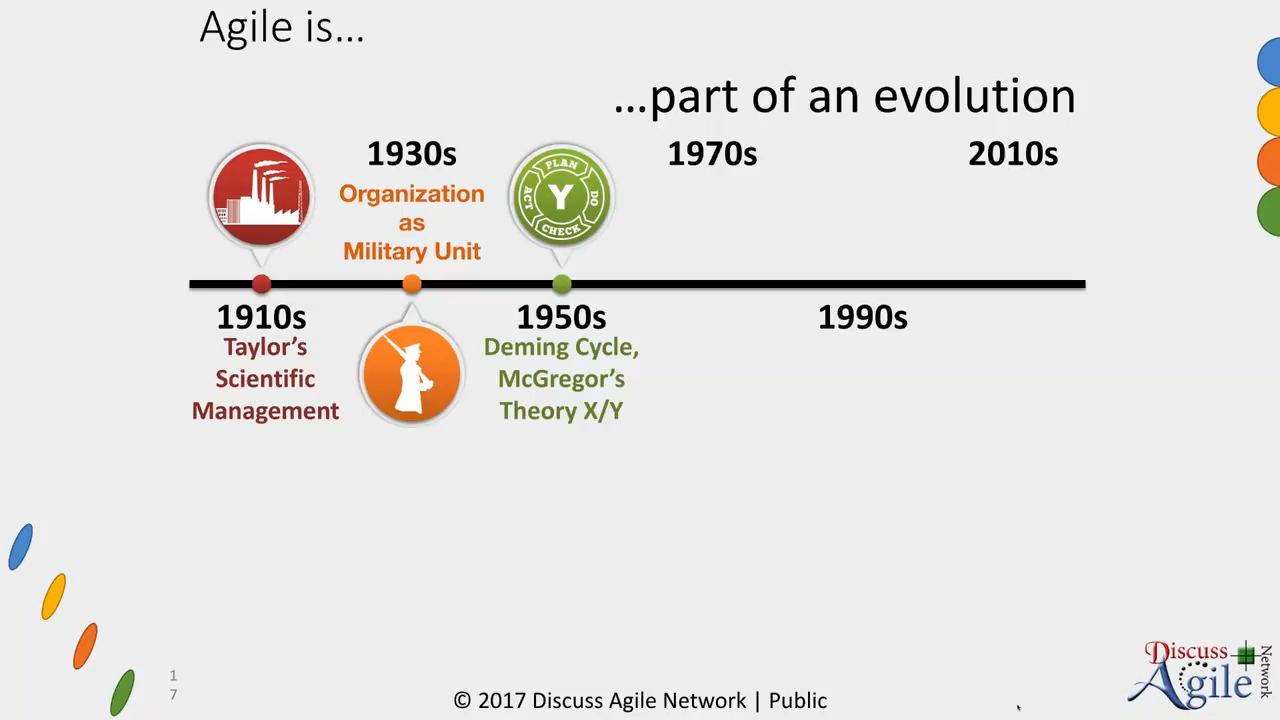 Agile is...
...part of an evolution
1930s
1970s
2010s
Organization
as
Military Unit
PLAN
DO
CHECK
ACT
Y
1910s
1950s
1990s
Taylor's
Scientific
Management
Deming Cycle,
McGregor's
Theory X/Y
1
7
© 2017 Discuss Agile Network | Public
Discuss
Agile
Network